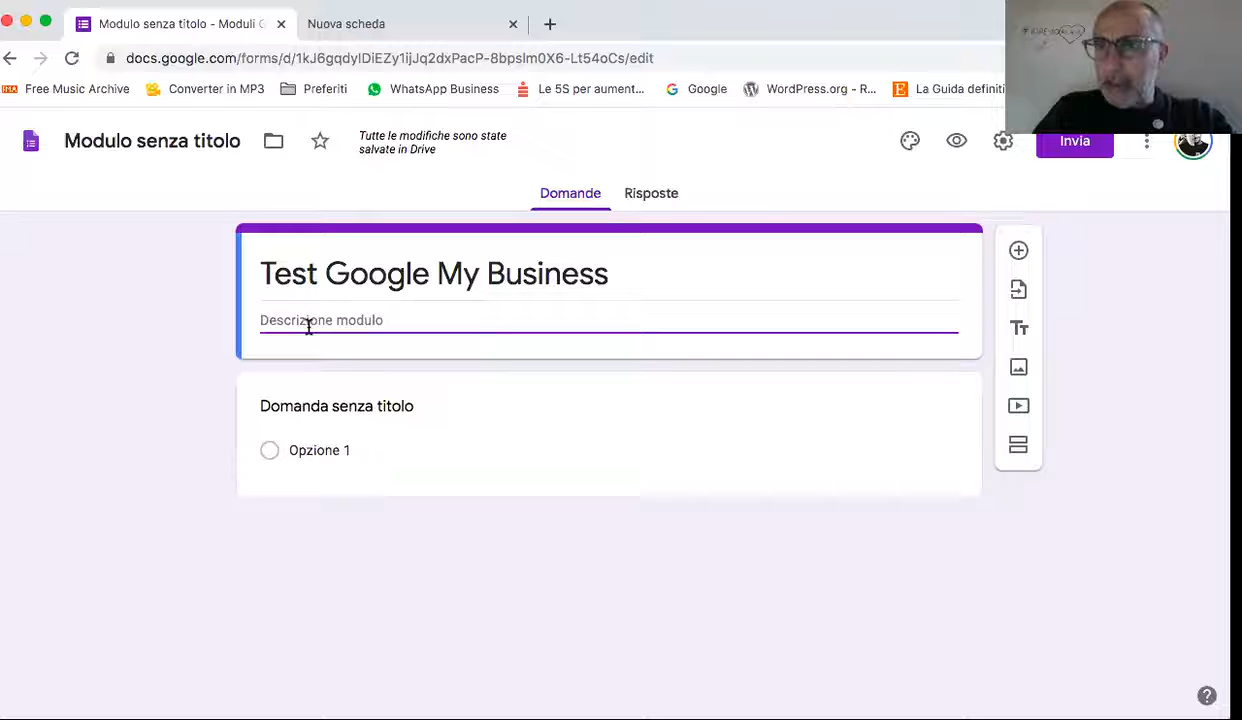 Modulo senza titolo - Moduli G
Nuova scheda
docs.google.com/forms/d/1kJ6gqdylDiEZy1ijJq2dxPacP-8bpslm0X6-Lt54oCs/edit
Free Music Archive
Converter in MP3
Preferiti
WhatsApp Business
Le 5S per aument...
Google
WordPress.org - R...
La Guida definiti
Modulo senza titolo
Tutte le modifiche sono state
salvate in Drive
Invia
Domande
Risposte
Test Google My Business
Descrizione modulo
Domanda senza titolo
Opzione 1